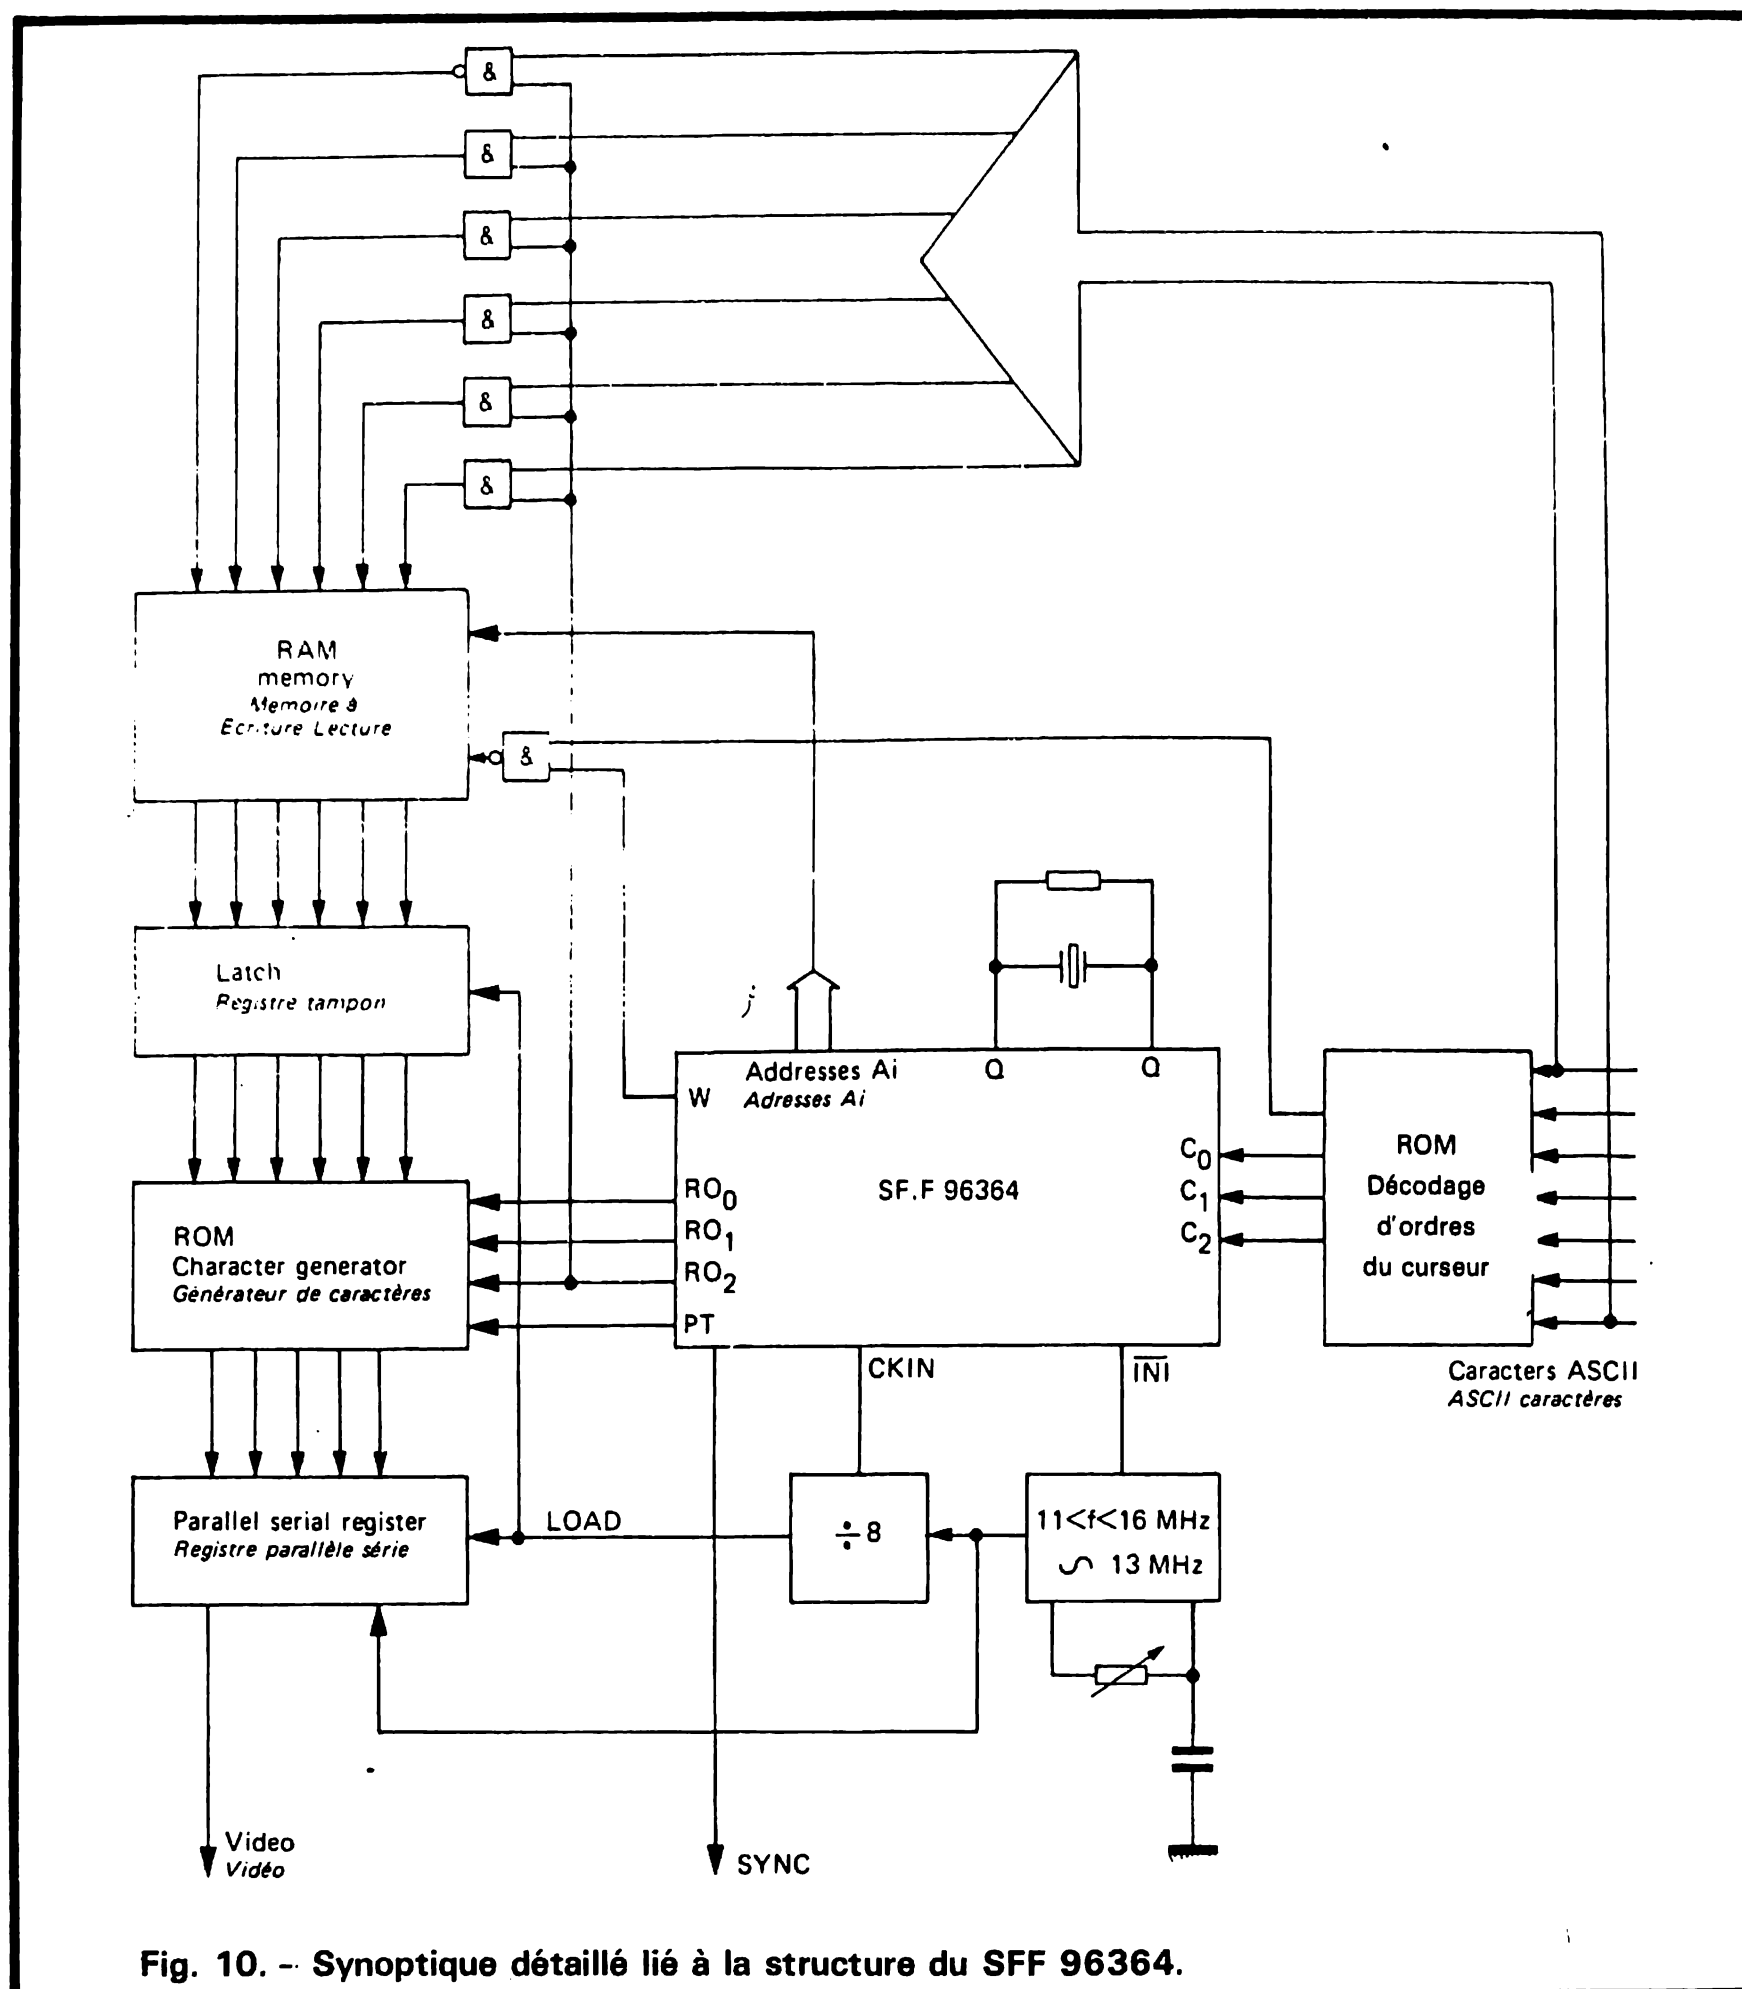 &
&
&
&
&
&
RAM
memory
Memoire à
Ecriture Lecture
&
Latch
Registre tampon
j
Addresses Ai
Adresses Ai
Q
Q
W
C0
C1
C2
RO0
RO1
RO2
PT
SF.F 96364
ROM
Décodage
d'ordres
du curseur
ROM
Character generator
Générateur de caractères
CKIN
INI
Caracters ASCII
ASCII caractères
Parallel serial register
Registre parallèle série
LOAD
÷8
11<f<16 MHz
∽ 13 MHz
Video
Vidéo
SYNC
Fig. 10. - Synoptique détaillé lié à la structure du SFF 96364.